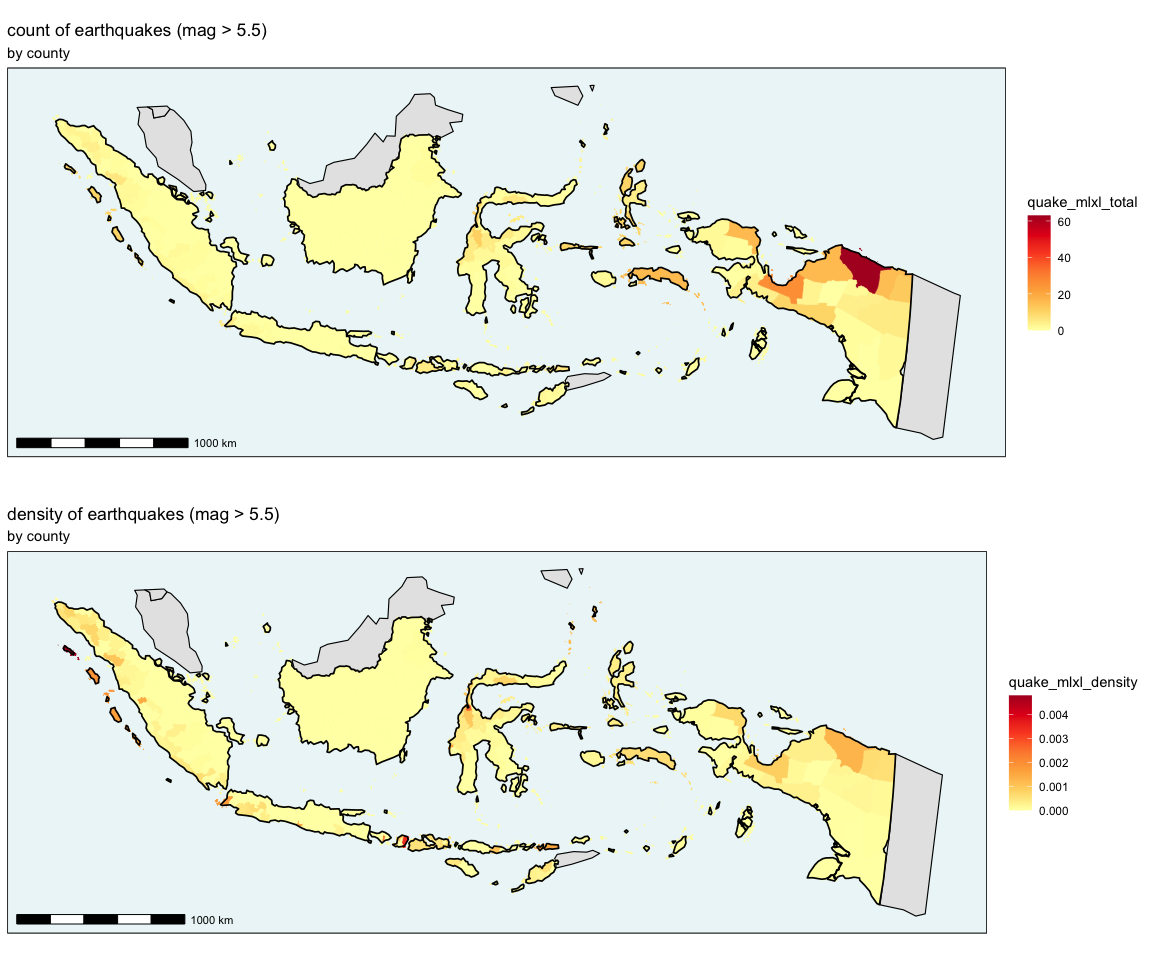 count of earthquakes (mag > 5.5)
by county
quake_mlxl_total
60
40
20
0
1000 km
density of earthquakes (mag > 5.5)
by county
quake_mlxl_density
0.004
0.003
0.002
0.001
0.000
1000 km